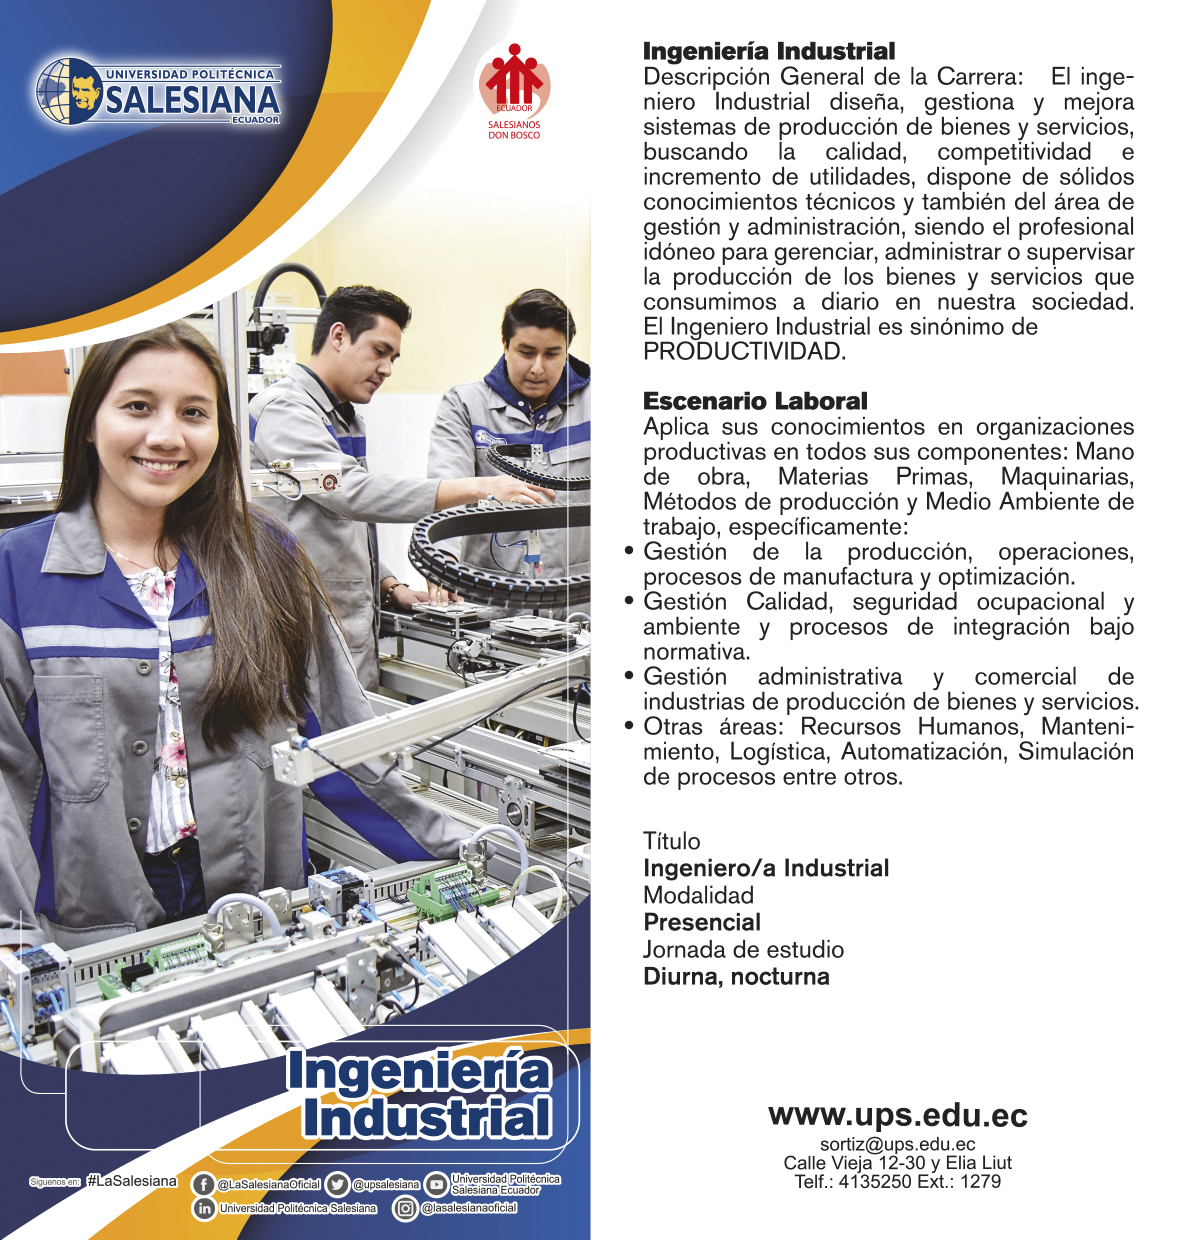 UNIVERSIDAD POLITÉCNICA
SALESIANA
ECUADOR
ECUADOR
SALESIANOS
DON BOSCO
Ingeniería
Industrial
Síguenos en: #LaSalesiana @LaSalesianaOficial @upsalesiana Universidad Politécnica
Salesiana Ecuador
Universidad Politécnica Salesiana @lasalesianaoficial
Ingeniería Industrial
Descripción General de la Carrera: El inge-
niero Industrial diseña, gestiona y mejora
sistemas de producción de bienes y servicios,
buscando la calidad, competitividad e
incremento de utilidades, dispone de sólidos
conocimientos técnicos y también del área de
gestión y administración, siendo el profesional
idóneo para gerenciar, administrar o supervisar
la producción de los bienes y servicios que
consumimos a diario en nuestra sociedad.
El Ingeniero Industrial es sinónimo de
PRODUCTIVIDAD.
Escenario Laboral
Aplica sus conocimientos en organizaciones
productivas en todos sus componentes: Mano
de obra, Materias Primas, Maquinarias,
Métodos de producción y Medio Ambiente de
trabajo, específicamente:
• Gestión de la producción, operaciones,
procesos de manufactura y optimización.
• Gestión Calidad, seguridad ocupacional y
ambiente y procesos de integración bajo
normativa.
• Gestión administrativa y comercial de
industrias de producción de bienes y servicios.
• Otras áreas: Recursos Humanos, Manteni-
miento, Logística, Automatización, Simulación
de procesos entre otros.
Título
Ingeniero/a Industrial
Modalidad
Presencial
Jornada de estudio
Diurna, nocturna
www.ups.edu.ec
sortiz@ups.edu.ec
Calle Vieja 12-30 y Elia Liut
Telf.: 4135250 Ext.: 1279